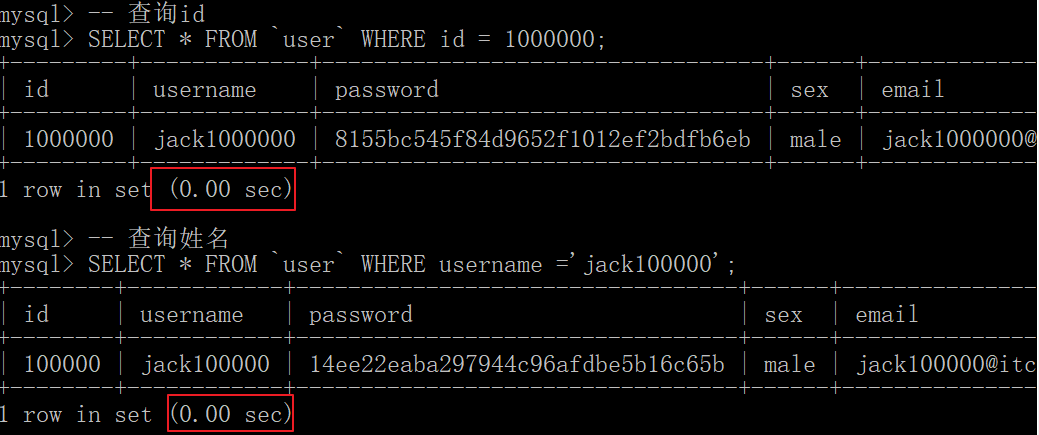 mysql> -- 查询id
mysql> SELECT * FROM `user` WHERE id = 1000000;
+---------+-------------+----------------------------------+------+-------------
| id | username | password | sex | email
+---------+-------------+----------------------------------+------+-------------
| 1000000 | jack1000000 | 8155bc545f84d9652f1012ef2bdfb6eb | male | jack1000000@
+---------+-------------+----------------------------------+------+-------------
1 row in set (0.00 sec)
mysql> -- 查询姓名
mysql> SELECT * FROM `user` WHERE username ='jack100000';
+--------+------------+----------------------------------+------+---------------
| id | username | password | sex | email
+--------+------------+----------------------------------+------+---------------
| 100000 | jack100000 | 14ee22eaba297944c96afdbe5b16c65b | male | jack100000@itc
+--------+------------+----------------------------------+------+---------------
1 row in set (0.00 sec)